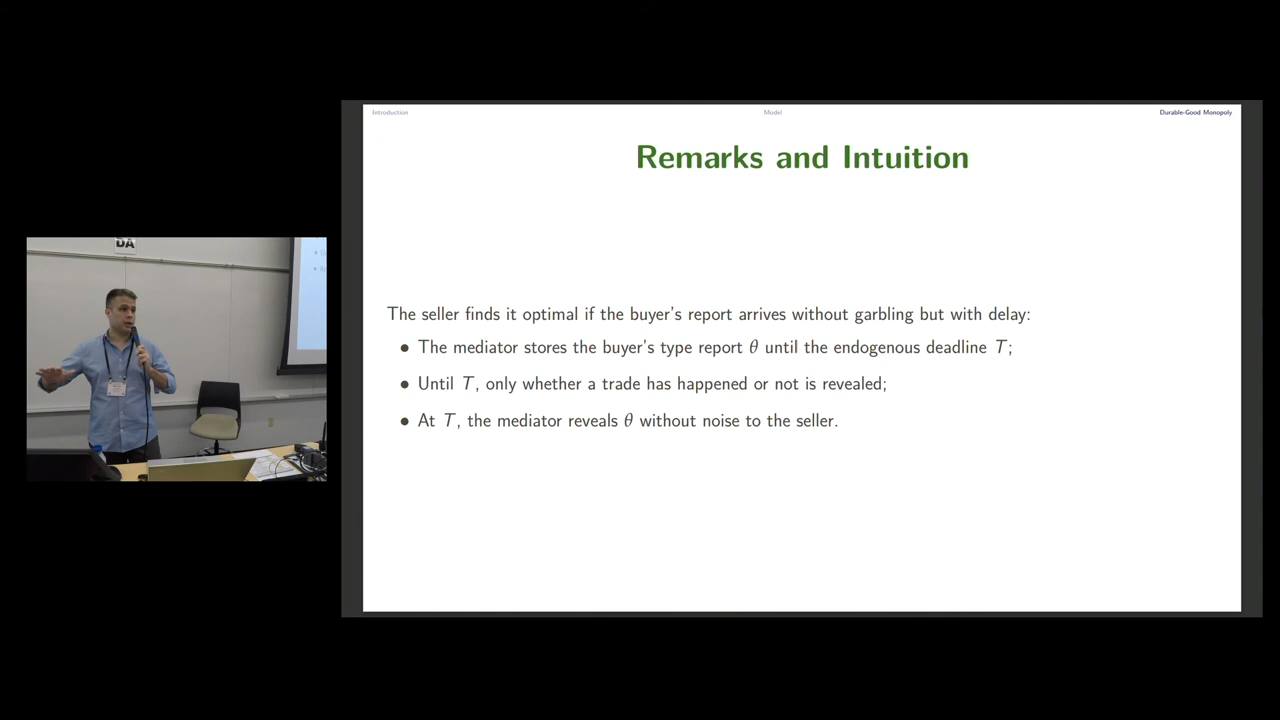 Introduction
Model
Durable-Good Monopoly
Remarks and Intuition
The seller finds it optimal if the buyer's report arrives without garbling but with delay:
• The mediator stores the buyer's type report θ until the endogenous deadline T;
• Until T, only whether a trade has happened or not is revealed;
• At T, the mediator reveals θ without noise to the seller.
DA